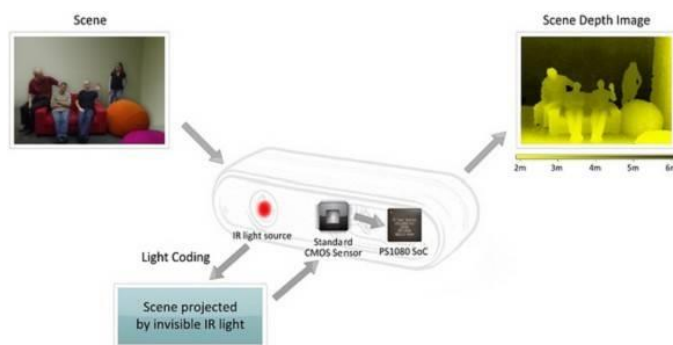 Scene
Scene Depth Image
2m 3m 4m 5m 6m
IR light source
Standard
CMOS Sensor
PS1080 SoC
Light Coding
Scene projected
by invisible IR light